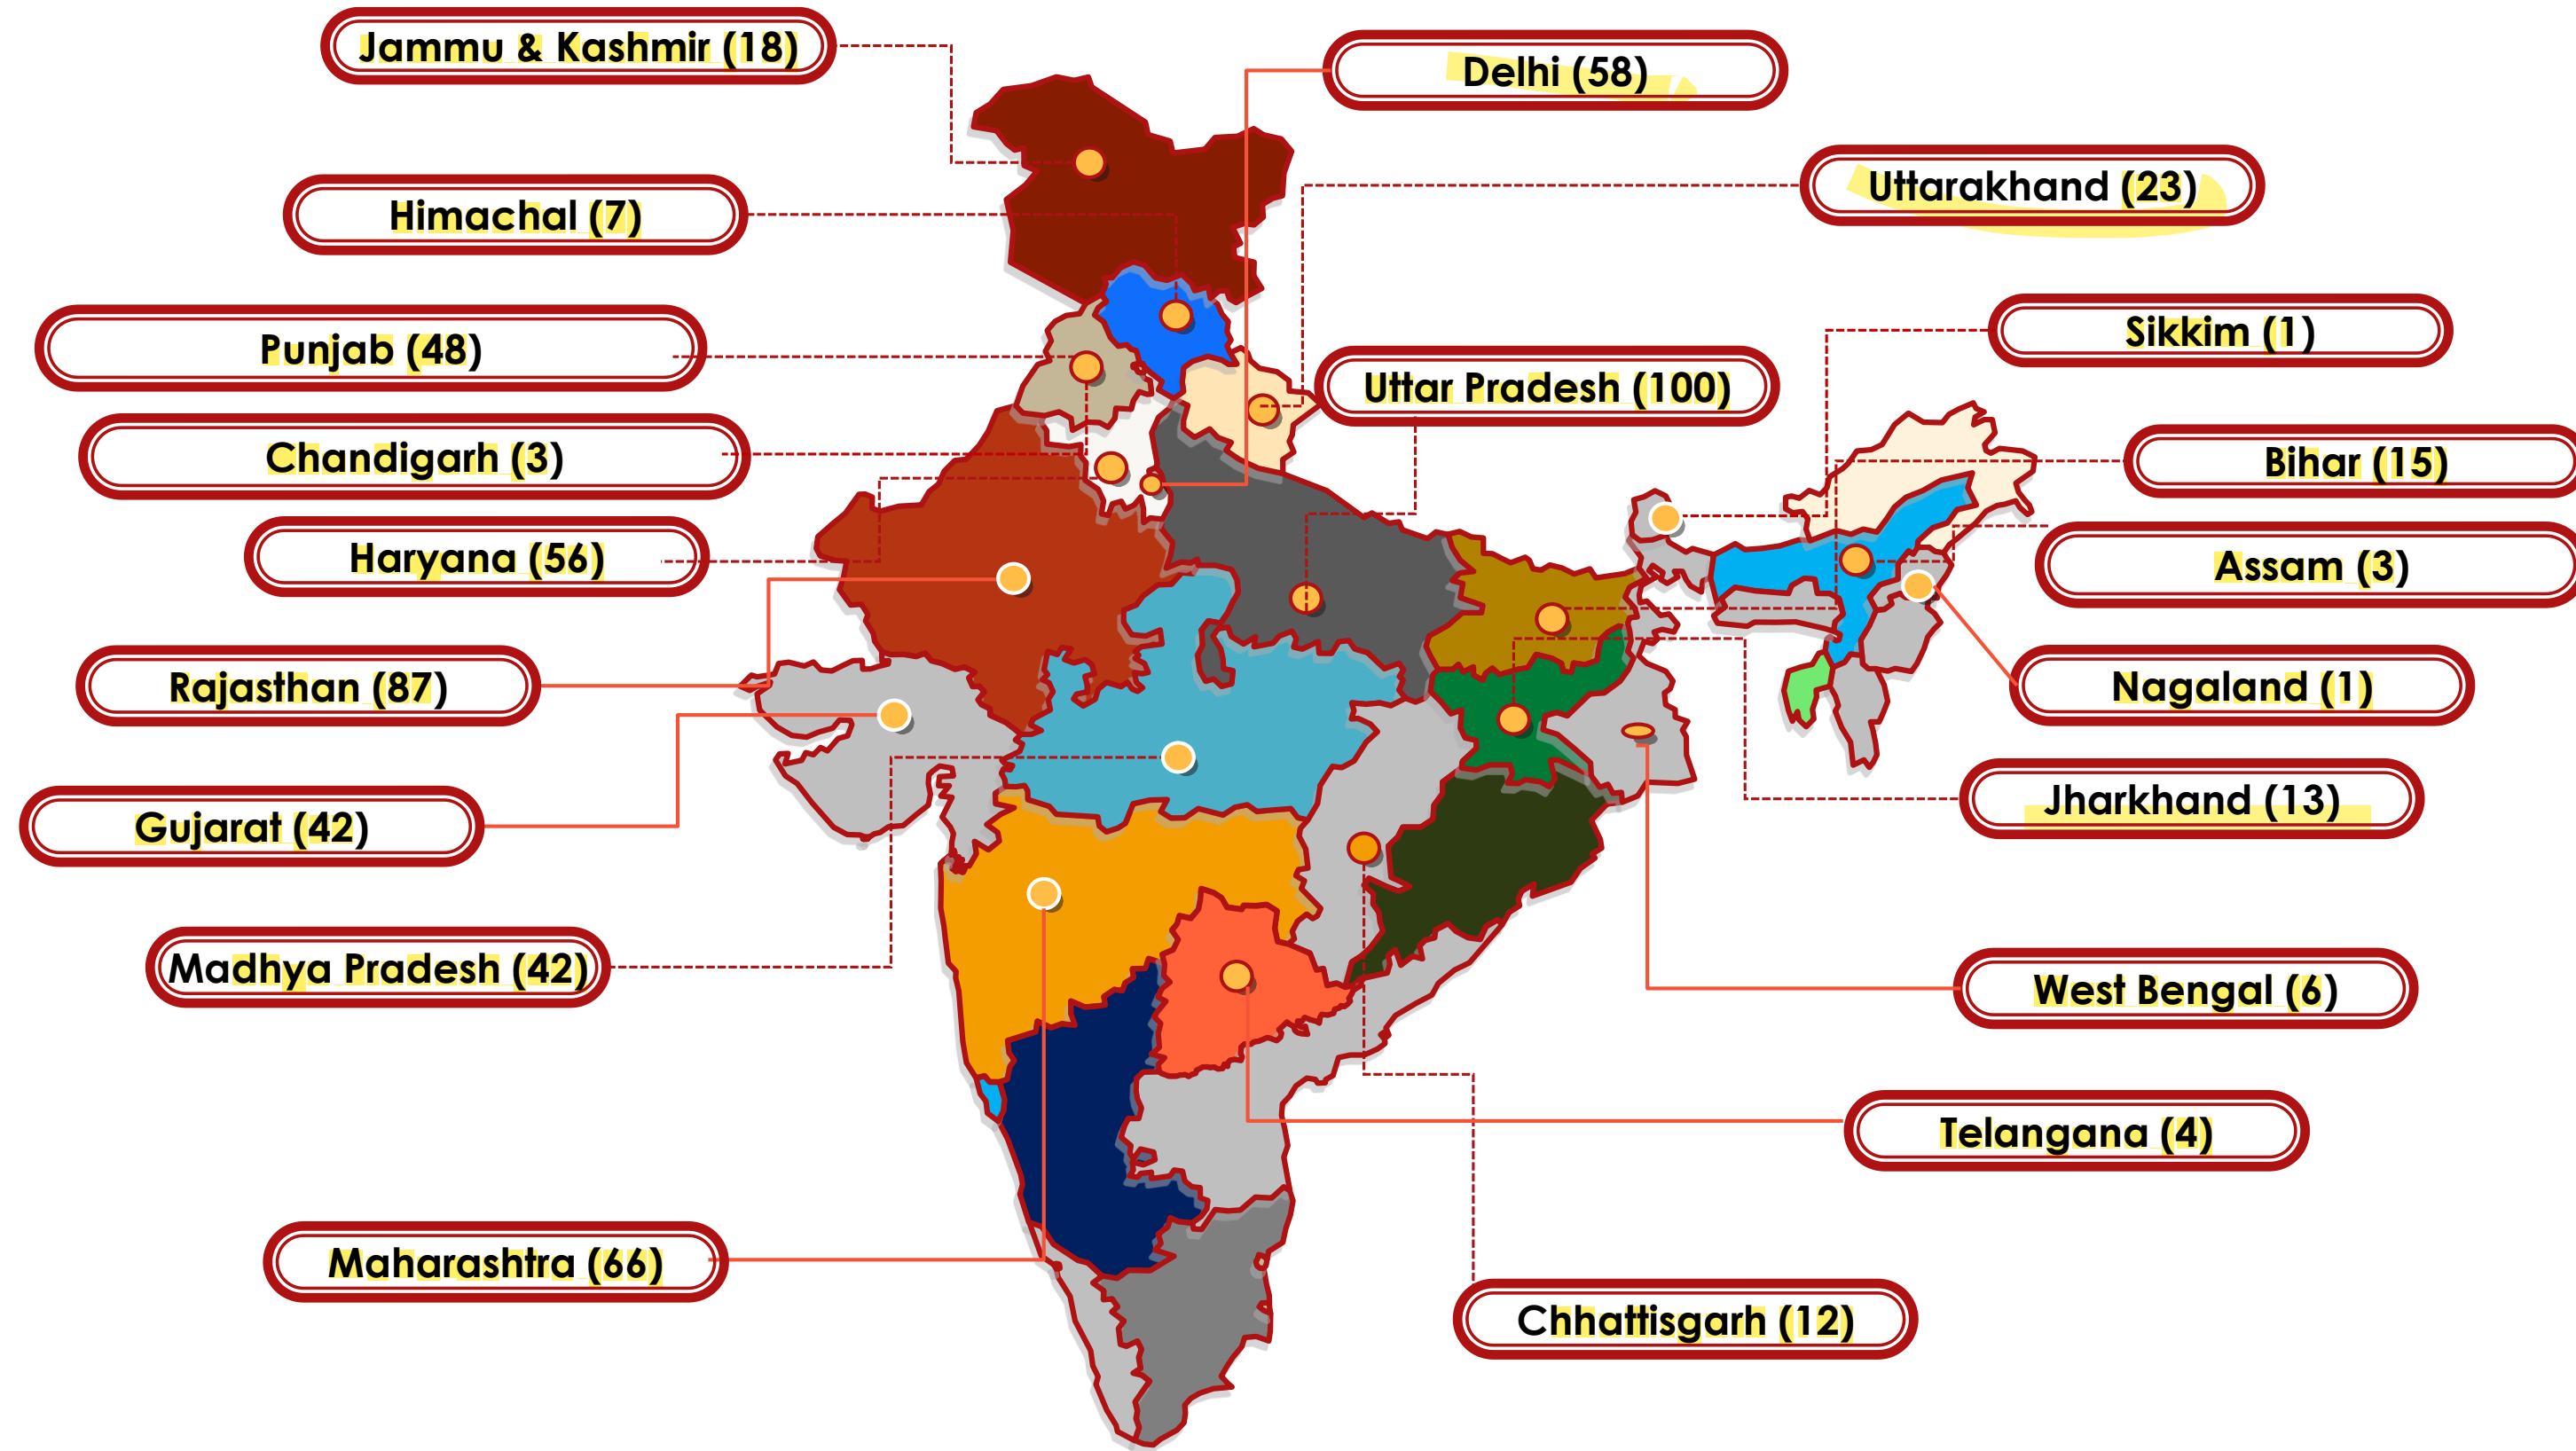 Jammu & Kashmir (18)
Delhi (58)
Uttarakhand (23)
Himachal (7)
Sikkim (1)
Punjab (48)
Uttar Pradesh (100)
Chandigarh (3)
Bihar (15)
Haryana (56)
Assam (3)
Rajasthan (87)
Nagaland (1)
Gujarat (42)
Jharkhand (13)
Madhya Pradesh (42)
West Bengal (6)
Telangana (4)
Maharashtra (66)
Chhattisgarh (12)